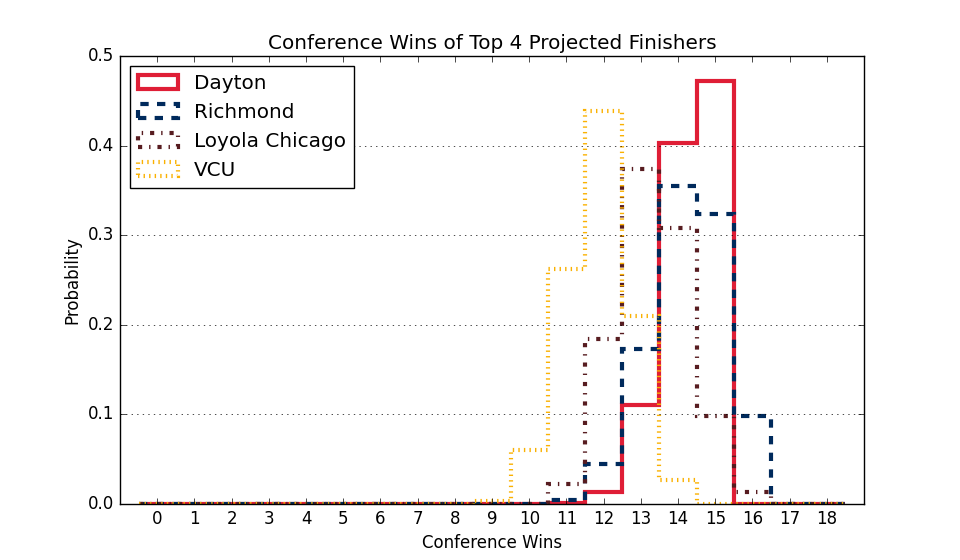 Conference Wins of Top 4 Projected Finishers
0.5
Dayton
Richmond
Loyola Chicago
VCU
0.4
0.3
0.2
0.1
0.0
Probability
0 1 2 3 4 5 6 7 8 9 10 11 12 13 14 15 16 17 18
Conference Wins